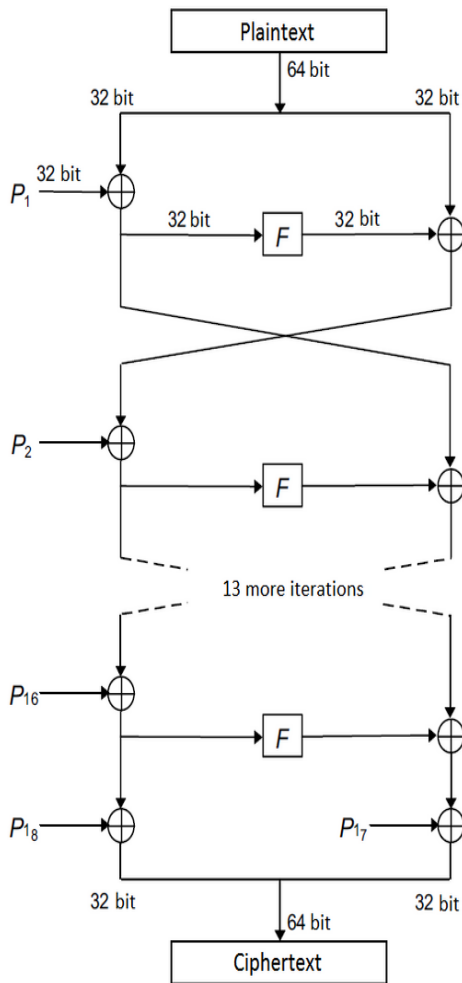 Plaintext
64 bit
32 bit 32 bit
P1 32 bit
32 bit F 32 bit
P2
F
13 more iterations
P16
F
P18 P17
32 bit 32 bit
64 bit
Ciphertext